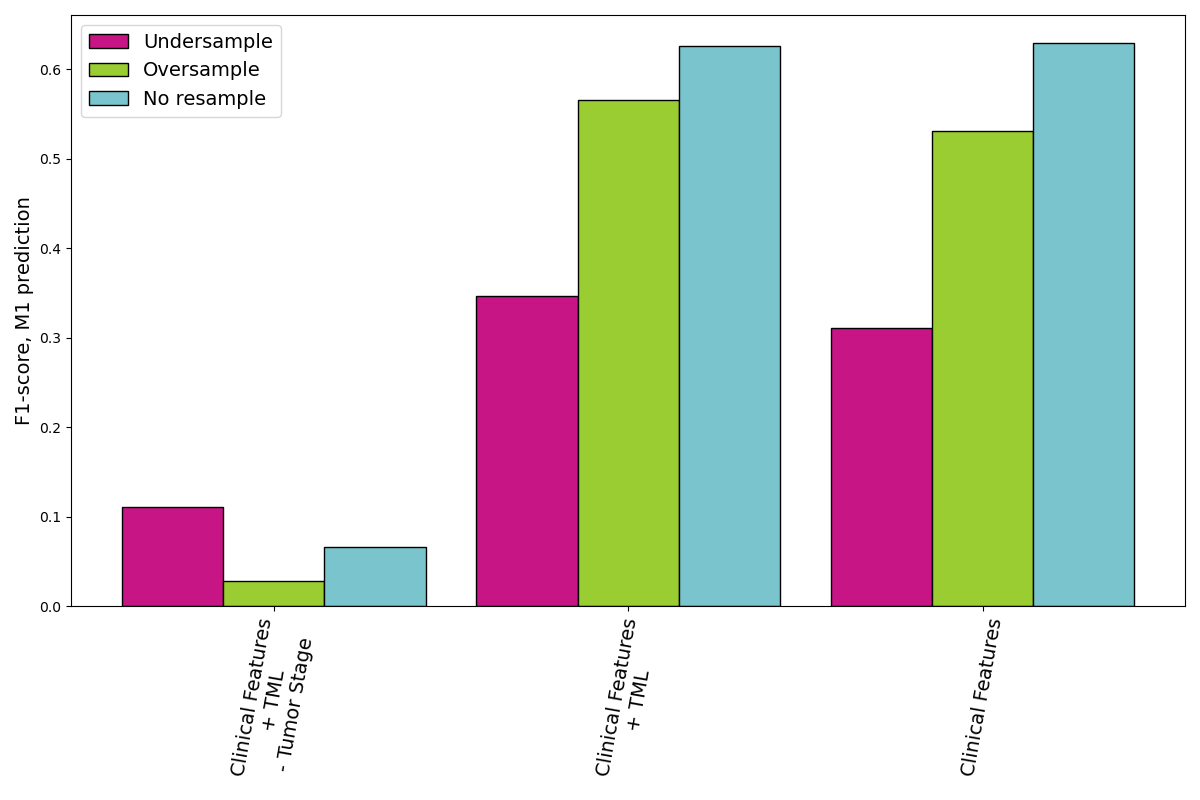 Undersample
Oversample
No resample
F1-score, M1 prediction
0.6
0.5
0.4
0.3
0.2
0.1
0.0
Clinical Features
+ TML
- Tumor Stage
Clinical Features
+ TML
Clinical Features